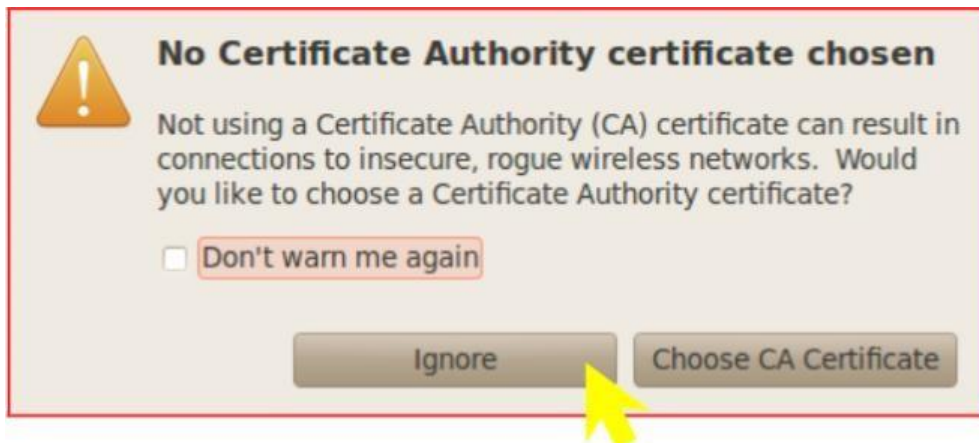 No Certificate Authority certificate chosen
Not using a Certificate Authority (CA) certificate can result in
connections to insecure, rogue wireless networks.  Would
you like to choose a Certificate Authority certificate?
Don't warn me again
Ignore
Choose CA Certificate